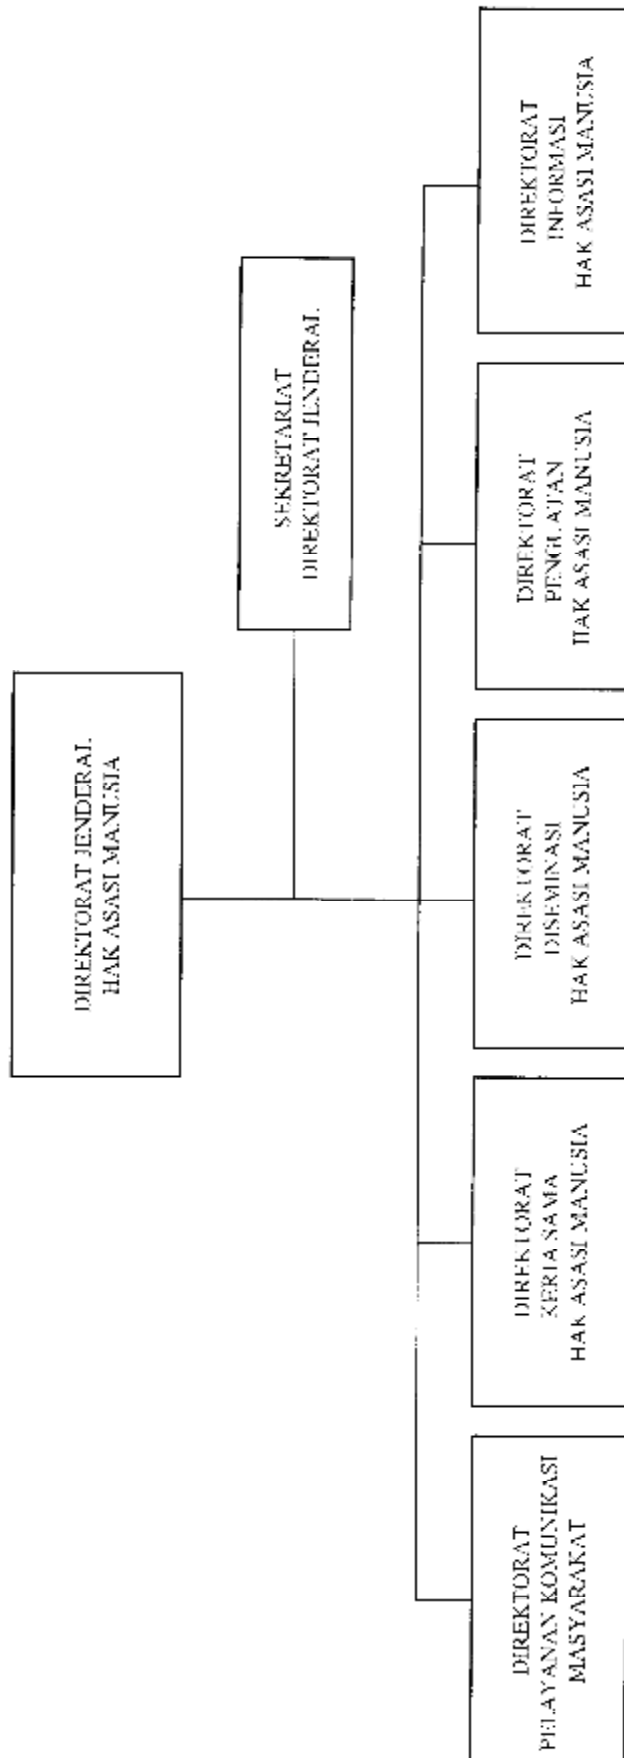 DIREKTORAT JENDERAL
HAK ASASI MANUSIA
SEKRETARIAT
DIREKTORAT JENDERAL
DIREKTORAT
PELAYANAN KOMUNIKASI
MASYARAKAT
DIREKTORAT
KERJA SAMA
HAK ASASI MANUSIA
DIREKTORAT
DISEMINASI
HAK ASASI MANUSIA
DIREKTORAT
PENGUATAN
HAK ASASI MANUSIA
DIREKTORAT
INFORMASI
HAK ASASI MANUSIA